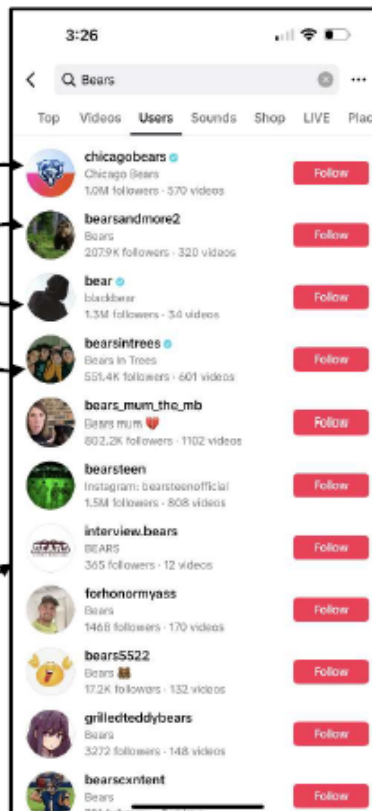 3:26
Bears
Top Videos Users Sounds Shop LIVE Plac
chicagobears
Chicago Bears
1.0M followers · 570 videos
Follow
bearsandmore2
Bears
207.9K followers · 320 videos
Follow
bear
blackbear
1.3M followers · 34 videos
Follow
bearsintrees
Bears In Trees
551.4K followers · 601 videos
Follow
bears_mum_the_mb
Bears mum 💔
802.2K followers · 1102 videos
Follow
bearsteen
Instagram: bearsteenofficial
1.5M followers · 808 videos
Follow
BEARS
interview.bears
BEARS
365 followers · 12 videos
Follow
forhonormyass
Bears
1468 followers · 170 videos
Follow
bears5522
Bears 🐻
17.2K followers · 132 videos
Follow
grilledteddybears
Bears
3272 followers · 148 videos
Follow
bearscxntent
Bears
Follow